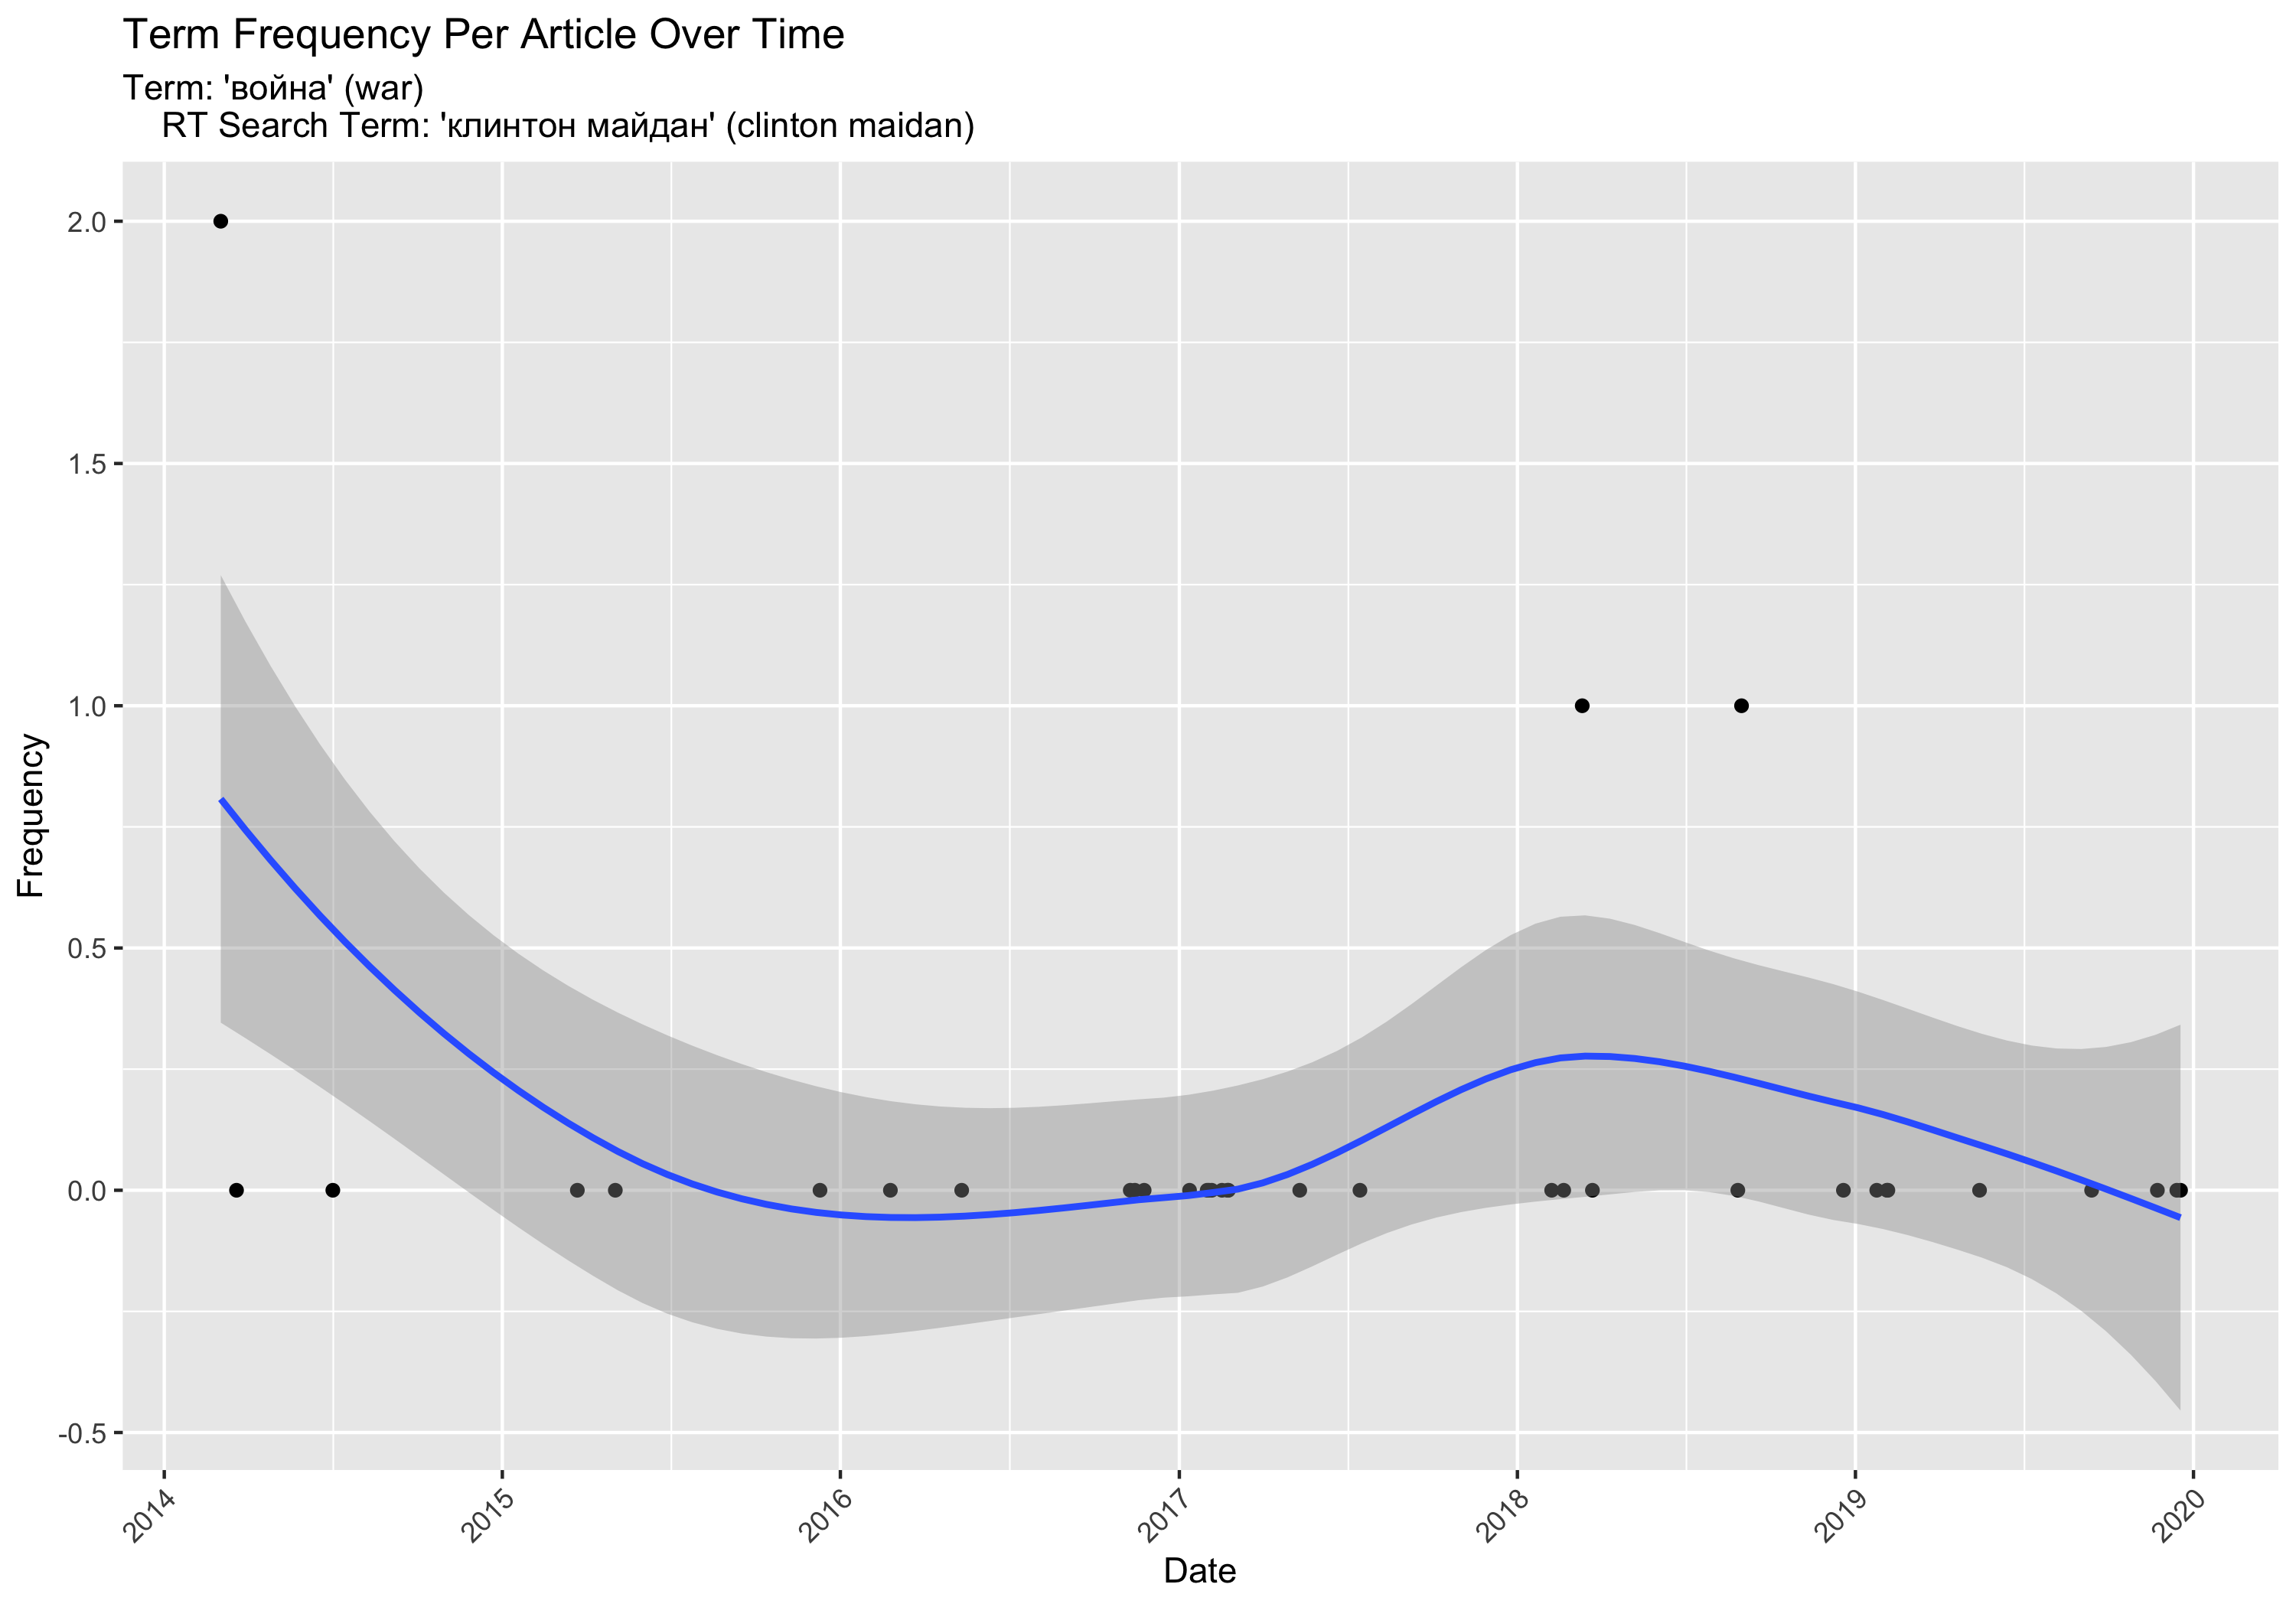 Term Frequency Per Article Over Time
Term: 'война' (war)
RT Search Term: 'клинтон майдан' (clinton maidan)
2.0
1.5
1.0
0.5
0.0
-0.5
Frequency
2014
2015
2016
2017
2018
2019
2020
Date